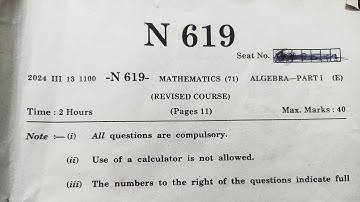 N 619
Seat No.
2024 III 13 1100 -N 619- MATHEMATICS (71) ALGEBRA—PART I (E)
(REVISED COURSE)
Time : 2 Hours (Pages 11) Max. Marks : 40
Note :— (i) All questions are compulsory.
(ii) Use of a calculator is not allowed.
(iii) The numbers to the right of the questions indicate full